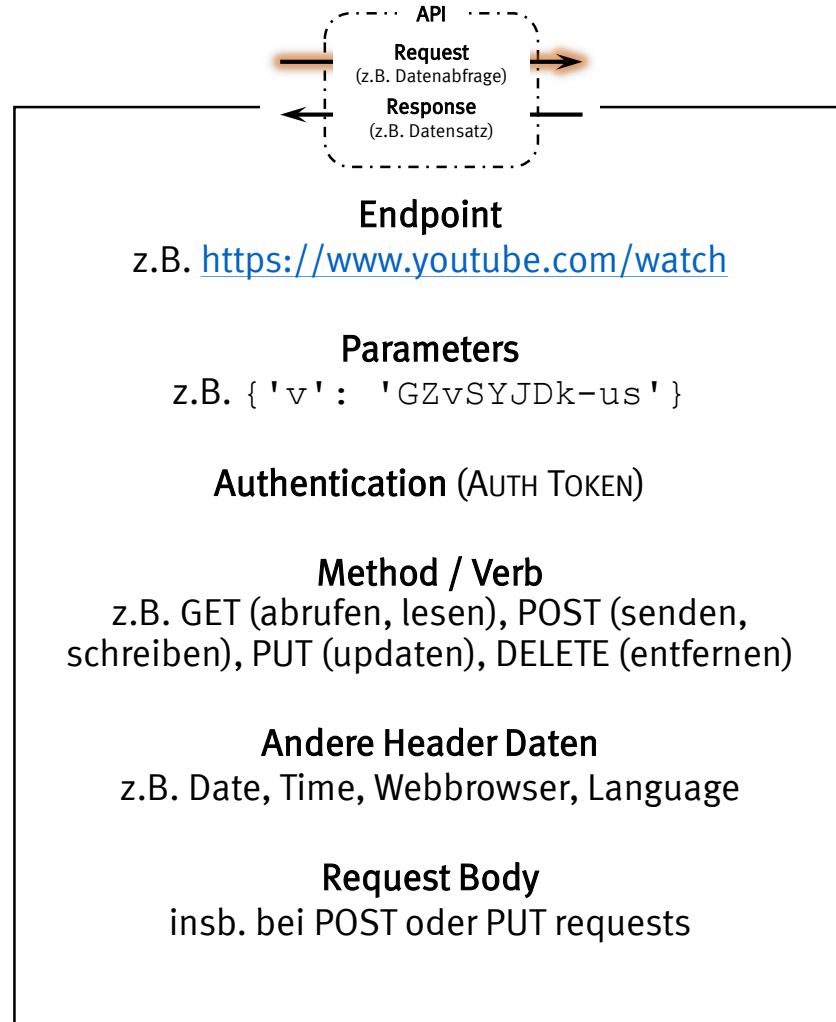 API
Request
(z.B. Datenabfrage)
Response
(z.B. Datensatz)
Endpoint
z.B. https://www.youtube.com/watch
Parameters
z.B. {'v': 'GZvSYJDk-us'}
Authentication (AUTH TOKEN)
Method / Verb
z.B. GET (abrufen, lesen), POST (senden,
schreiben), PUT (updaten), DELETE (entfernen)
Andere Header Daten
z.B. Date, Time, Webbrowser, Language
Request Body
insb. bei POST oder PUT requests